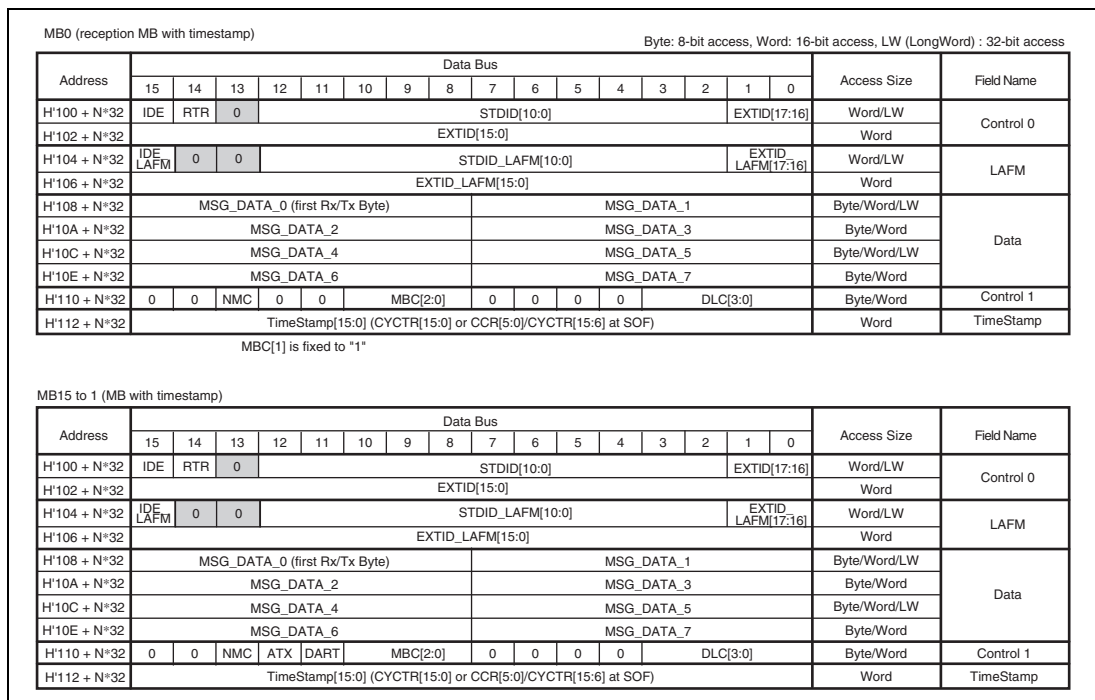 MB0 (reception MB with timestamp)
Byte: 8-bit access, Word: 16-bit access, LW (LongWord) : 32-bit access
Address Data Bus Access Size Field Name
15 14 13 12 11 10 9 8 7 6 5 4 3 2 1 0
H'100 + N*32 IDE RTR 0 STDID[10:0] EXTID[17:16] Word/LW Control 0
H'102 + N*32 EXTID[15:0] Word
H'104 + N*32 IDE_LAFM 0 0 STDID_LAFM[10:0] EXTID_LAFM[17:16] Word/LW LAFM
H'106 + N*32 EXTID_LAFM[15:0] Word
H'108 + N*32 MSG_DATA_0 (first Rx/Tx Byte) MSG_DATA_1 Byte/Word/LW Data
H'10A + N*32 MSG_DATA_2 MSG_DATA_3 Byte/Word
H'10C + N*32 MSG_DATA_4 MSG_DATA_5 Byte/Word/LW
H'10E + N*32 MSG_DATA_6 MSG_DATA_7 Byte/Word
H'110 + N*32 0 0 NMC 0 0 MBC[2:0] 0 0 0 0 DLC[3:0] Byte/Word Control 1
H'112 + N*32 TimeStamp[15:0] (CYCTR[15:0] or CCR[5:0]/CYCTR[15:6] at SOF) Word TimeStamp
MBC[1] is fixed to "1"
MB15 to 1 (MB with timestamp)
Address Data Bus Access Size Field Name
15 14 13 12 11 10 9 8 7 6 5 4 3 2 1 0
H'100 + N*32 IDE RTR 0 STDID[10:0] EXTID[17:16] Word/LW Control 0
H'102 + N*32 EXTID[15:0] Word
H'104 + N*32 IDE_LAFM 0 0 STDID_LAFM[10:0] EXTID_LAFM[17:16] Word/LW LAFM
H'106 + N*32 EXTID_LAFM[15:0] Word
H'108 + N*32 MSG_DATA_0 (first Rx/Tx Byte) MSG_DATA_1 Byte/Word/LW Data
H'10A + N*32 MSG_DATA_2 MSG_DATA_3 Byte/Word
H'10C + N*32 MSG_DATA_4 MSG_DATA_5 Byte/Word/LW
H'10E + N*32 MSG_DATA_6 MSG_DATA_7 Byte/Word
H'110 + N*32 0 0 NMC ATX DART MBC[2:0] 0 0 0 0 DLC[3:0] Byte/Word Control 1
H'112 + N*32 TimeStamp[15:0] (CYCTR[15:0] or CCR[5:0]/CYCTR[15:6] at SOF) Word TimeStamp